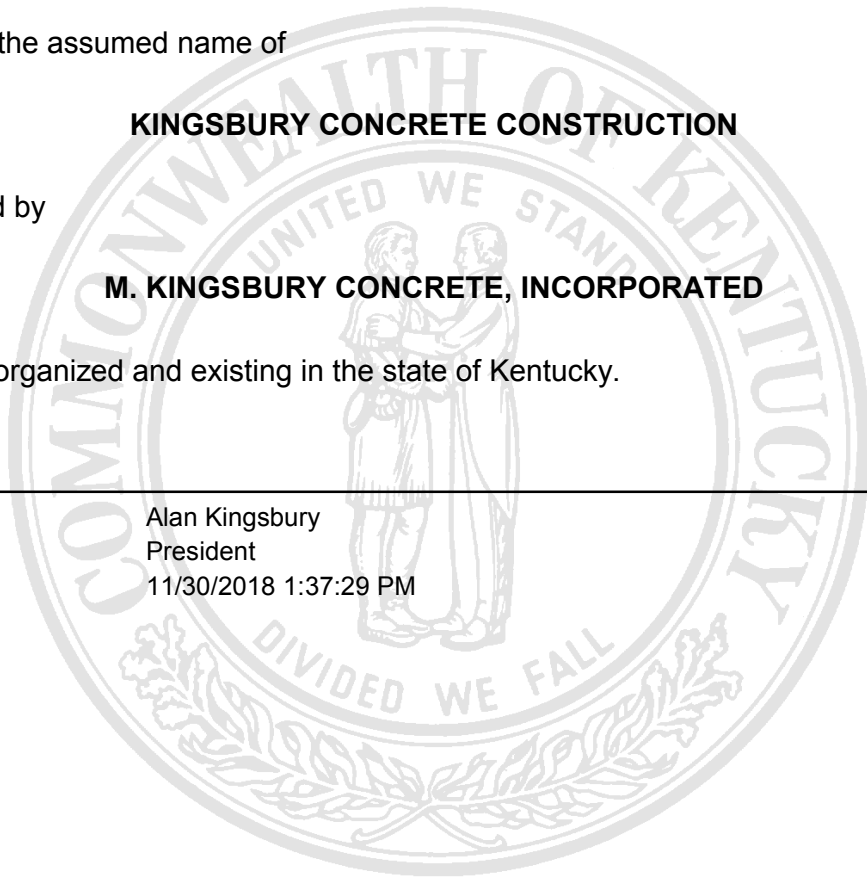 the assumed name of
KINGSBURY CONCRETE CONSTRUCTION
d by
M. KINGSBURY CONCRETE, INCORPORATED
organized and existing in the state of Kentucky.
Alan Kingsbury
President
11/30/2018 1:37:29 PM
COMMONWEALTH OF KENTUCKY
UNITED WE STAND
DIVIDED WE FALL